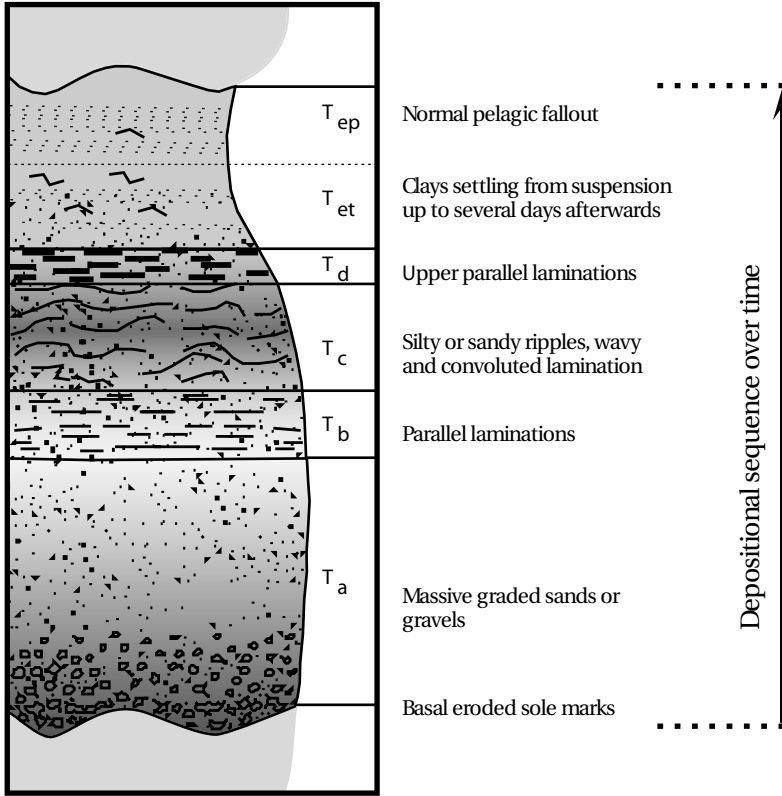 T ep
Normal pelagic fallout
T et
Clays settling from suspension
up to several days afterwards
T d
Upper parallel laminations
T c
Silty or sandy ripples, wavy
and convoluted lamination
T b
Parallel laminations
T a
Massive graded sands or
gravels
Basal eroded sole marks
Depositional sequence over time